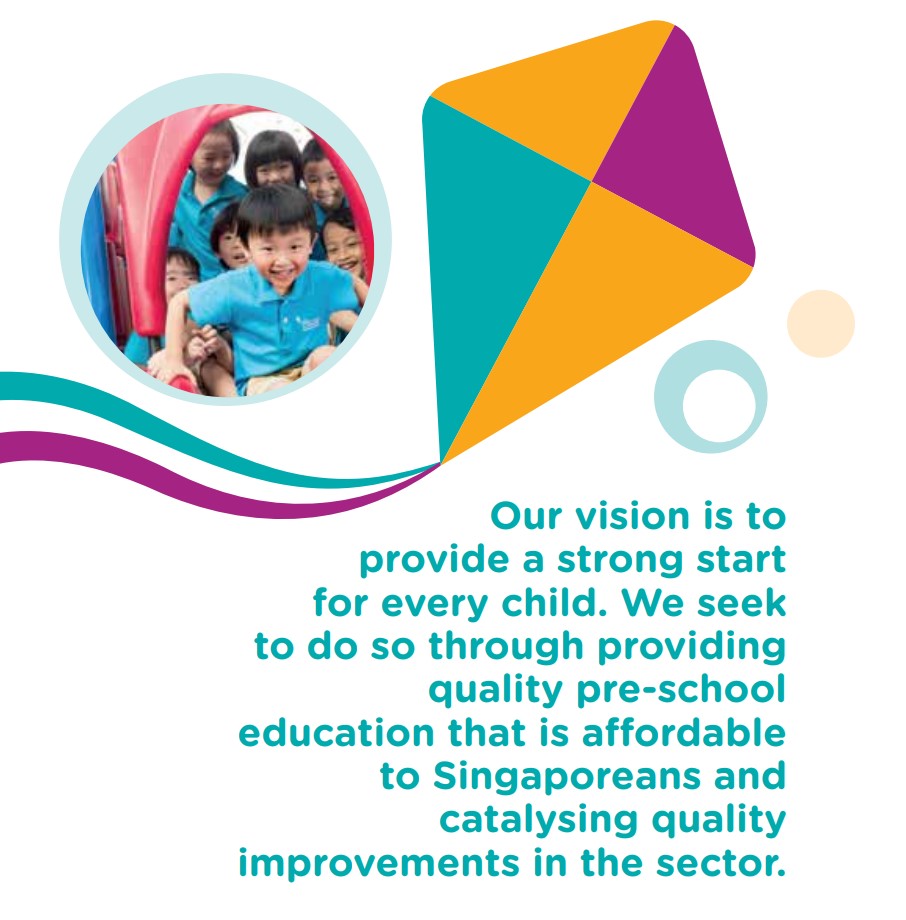 Our vision is to
provide a strong start
for every child. We seek
to do so through providing
quality pre-school
education that is affordable
to Singaporeans and
catalysing quality
improvements in the sector.